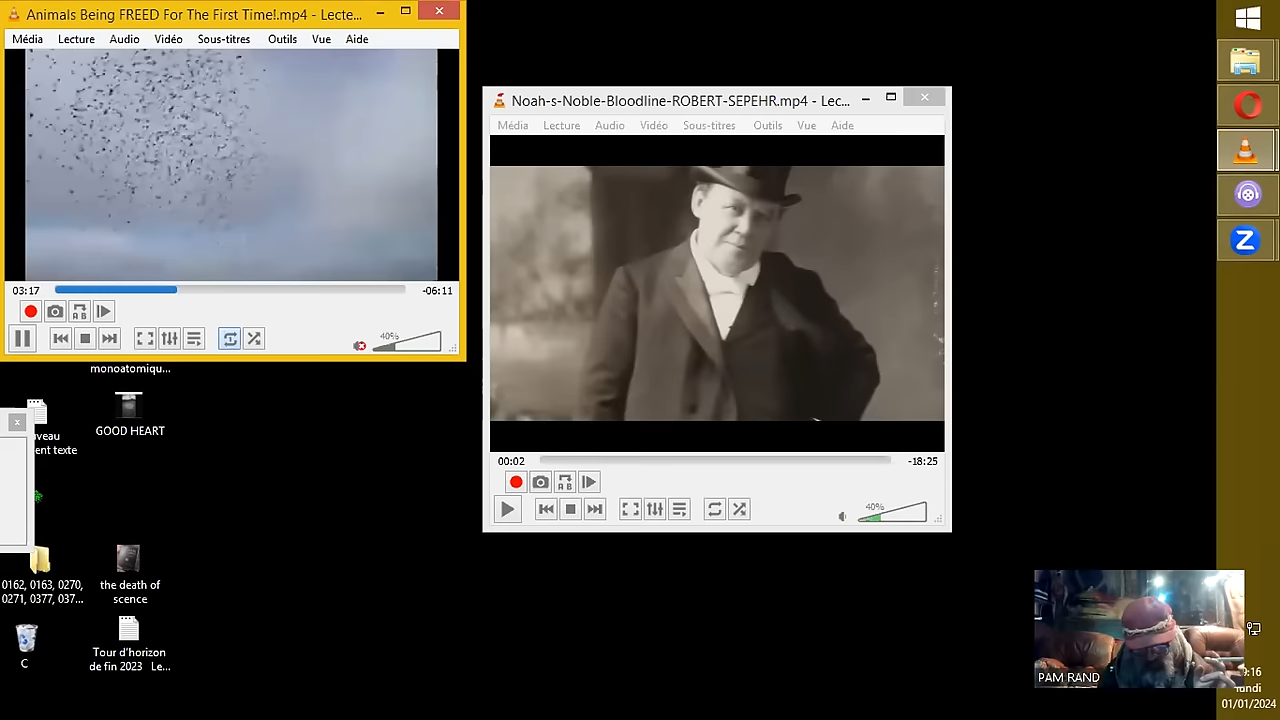 Animals Being FREED For The First Time!.mp4 - Lecte...
Média Lecture Audio Vidéo Sous-titres Outils Vue Aide
03:17 -06:11
40%
monoatomiqu...
GOOD HEART
ent texte
0162, 0163, 0270,
0271, 0377, 037...
the death of
scence
C
Tour d'horizon
de fin 2023 Le...
Noah-s-Noble-Bloodline-ROBERT-SEPEHR.mp4 - Lec...
Média Lecture Audio Vidéo Sous-titres Outils Vue Aide
00:02 -18:25
40%
PAM RAND
:16
01/01/2024